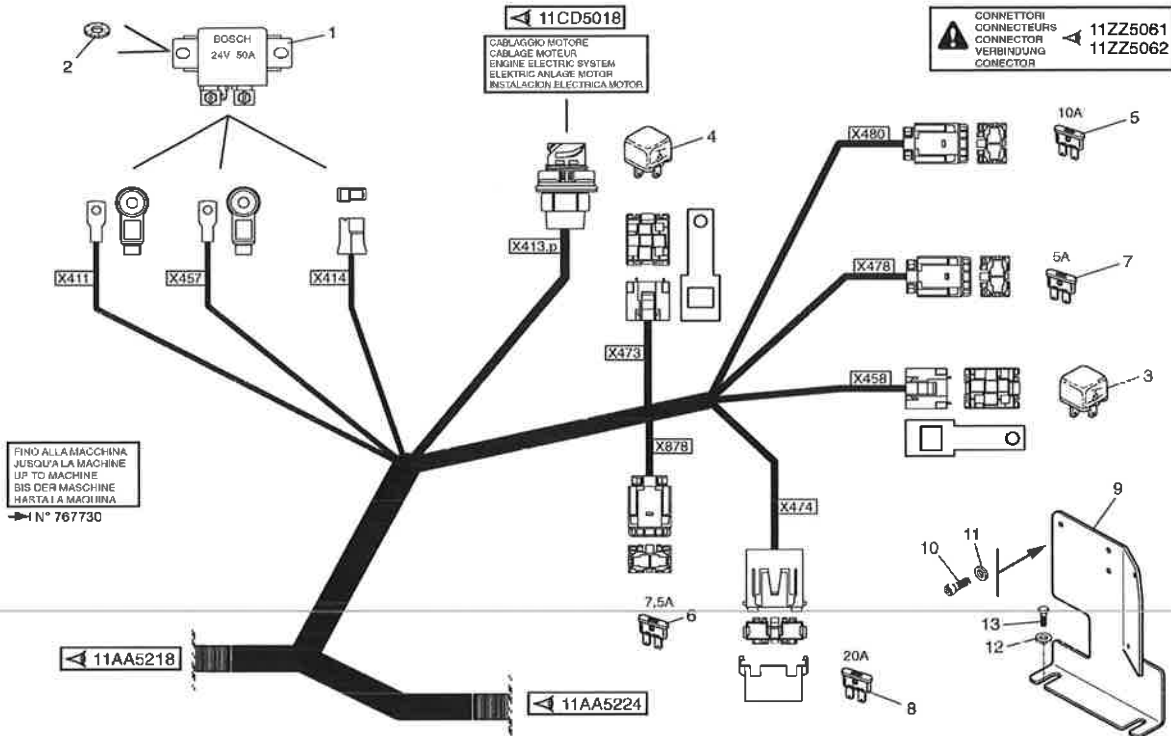 11CD5018
CABLAGGIO MOTORE
CABLAGE MOTEUR
ENGINE ELECTRIC SYSTEM
ELEKTRIC ANLAGE MOTOR
INSTALACION ELECTRICA MOTOR
CONNETTORI
CONNECTEURS
CONNECTOR
VERBINDUNG
CONECTOR
11ZZ5061
11ZZ5062
1
2
BOSCH
24V 50A
4
10A
5
X480
X411
X457
X414
X413.p
X478
5A
7
X473
X458
3
FINO ALLA MACCHINA
JUSQU'A LA MACHINE
UP TO MACHINE
BIS DER MASCHINE
HASTA LA MAQUINA
N° 767730
X878
X474
9
10
11
13
12
7,5A
6
20A
8
11AA5218
11AA5224